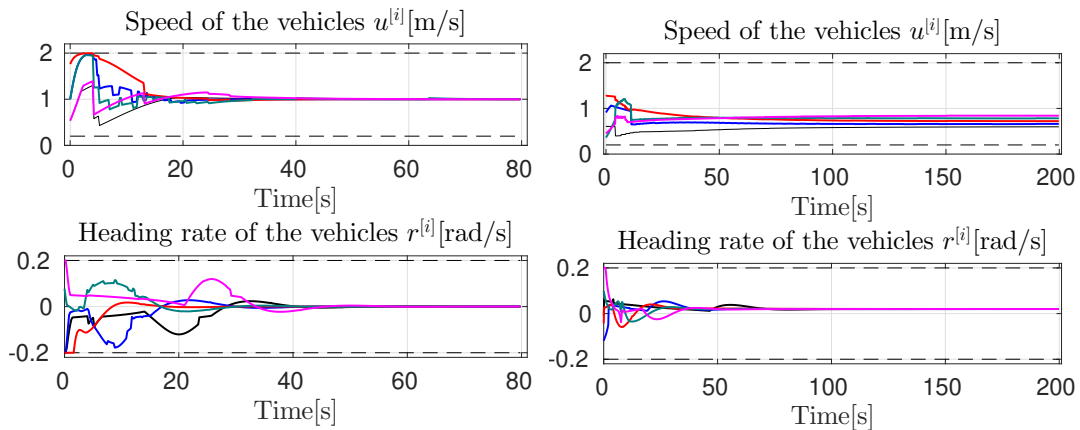 Speed of the vehicles u^[i][m/s]
2
1
0
0 20 40 60 80
Time[s]
Heading rate of the vehicles r^[i][rad/s]
0.2
0
-0.2
0 20 40 60 80
Time[s]
Speed of the vehicles u^[i][m/s]
2
1
0
0 50 100 150 200
Time[s]
Heading rate of the vehicles r^[i][rad/s]
0.2
0
-0.2
0 50 100 150 200
Time[s]